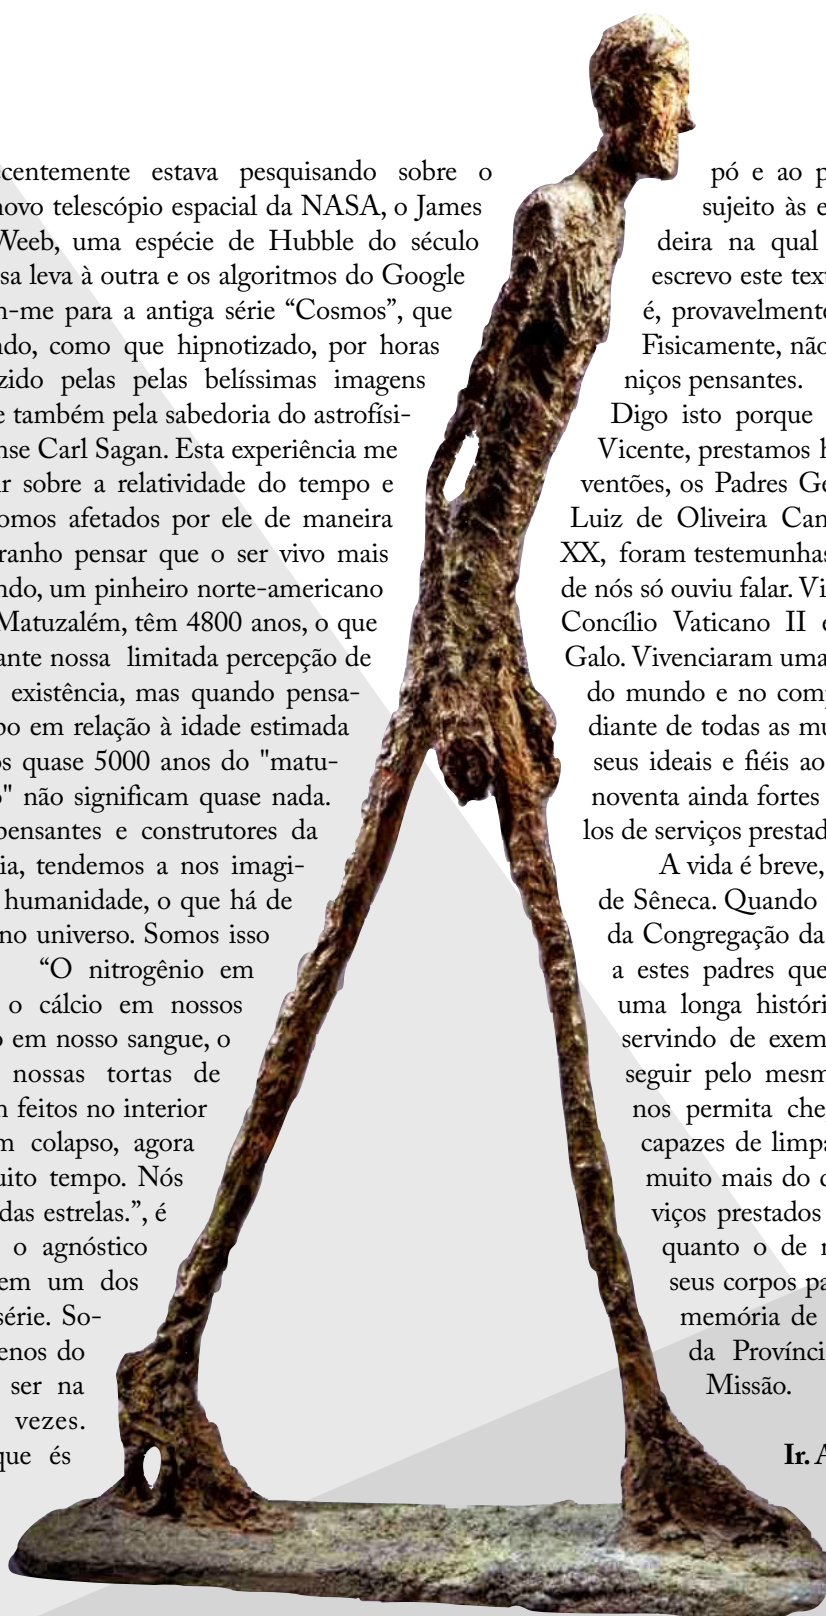 ecentemente estava pesquisando sobre o
novo telescópio espacial da NASA, o James
Weeb, uma espécie de Hubble do século
sa leva à outra e os algoritmos do Google
n-me para a antiga série “Cosmos”, que
ndo, como que hipnotizado, por horas
zido pelas pelas belíssimas imagens
e também pela sabedoria do astrofísi-
nse Carl Sagan. Esta experiência me
ir sobre a relatividade do tempo e
omos afetados por ele de maneira
ranho pensar que o ser vivo mais
ndo, um pinheiro norte-americano
Matuzalém, têm 4800 anos, o que
ante nossa limitada percepção de
existência, mas quando pensa-
po em relação à idade estimada
os quase 5000 anos do "matu-
o" não significam quase nada.
pensantes e construtores da
ia, tendemos a nos imagi-
humanidade, o que há de
no universo. Somos isso
“O nitrogênio em
o cálcio em nossos
o em nosso sangue, o
nossas tortas de
m feitos no interior
m colapso, agora
uito tempo. Nós
das estrelas.”, é
o agnóstico
em um dos
série. So-
enos do
ser na
vezes.
que és
pó e ao p
sujeito às e
deira na qual
escrevo este text
é, provavelmente
Fisicamente, não
niços pensantes.
Digo isto porque
Vicente, prestamos h
ventões, os Padres Ge
Luiz de Oliveira Cam
XX, foram testemunhas
de nós só ouviu falar. Vi
Concílio Vaticano II e
Galo. Vivenciaram uma
do mundo e no comp
diante de todas as mu
seus ideais e fiéis ao
noventa ainda fortes
los de serviços prestad
A vida é breve,
de Sêneca. Quando
da Congregação da
a estes padres que
uma longa históri
servindo de exem
seguir pelo mesm
nos permita che
capazes de limpa
muito mais do q
viços prestados
quanto o de m
seus corpos pa
memória de
da Provínci
Missão.
Ir. A